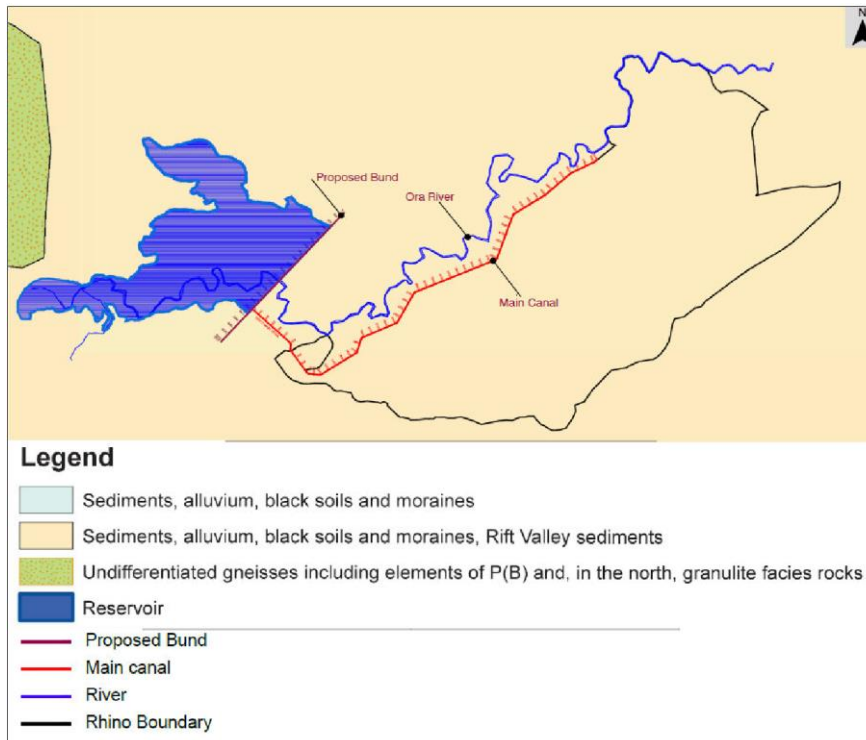 N
Proposed Bund
Ora River
Main Canal
Legend
Sediments, alluvium, black soils and moraines
Sediments, alluvium, black soils and moraines, Rift Valley sediments
Undifferentiated gneisses including elements of P(B) and, in the north, granulite facies rocks
Reservoir
Proposed Bund
Main canal
River
Rhino Boundary